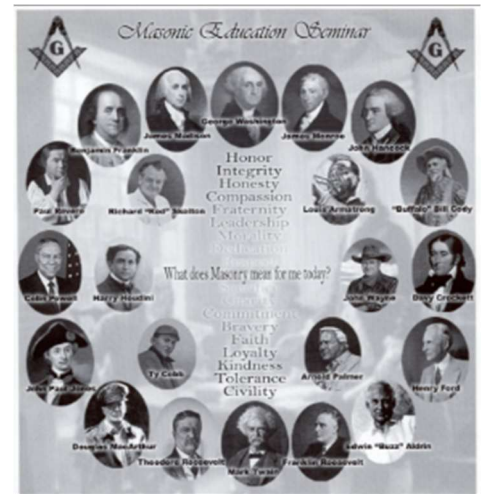 G
G
Masonic Education Seminar
George Washington
James Madison
James Monroe
Benjamin Franklin
John Hancock
Honor
Integrity
Honesty
Compassion
Fraternity
Leadership
Morality
Dedication
Paul Revere
Richard "Red" Skelton
Louis Armstrong
"Buffalo" Bill Cody
What does Masonry mean for me today?
Colin Powell
Harry Houdini
John Wayne
Davy Crockett
Charity
Commitment
Bravery
Faith
Loyalty
Kindness
Tolerance
Civility
John Paul Jones
Ty Cobb
Arnold Palmer
Henry Ford
Douglas MacArthur
Theodore Roosevelt
Mark Twain
Franklin Roosevelt
Edwin "Buzz" Aldrin